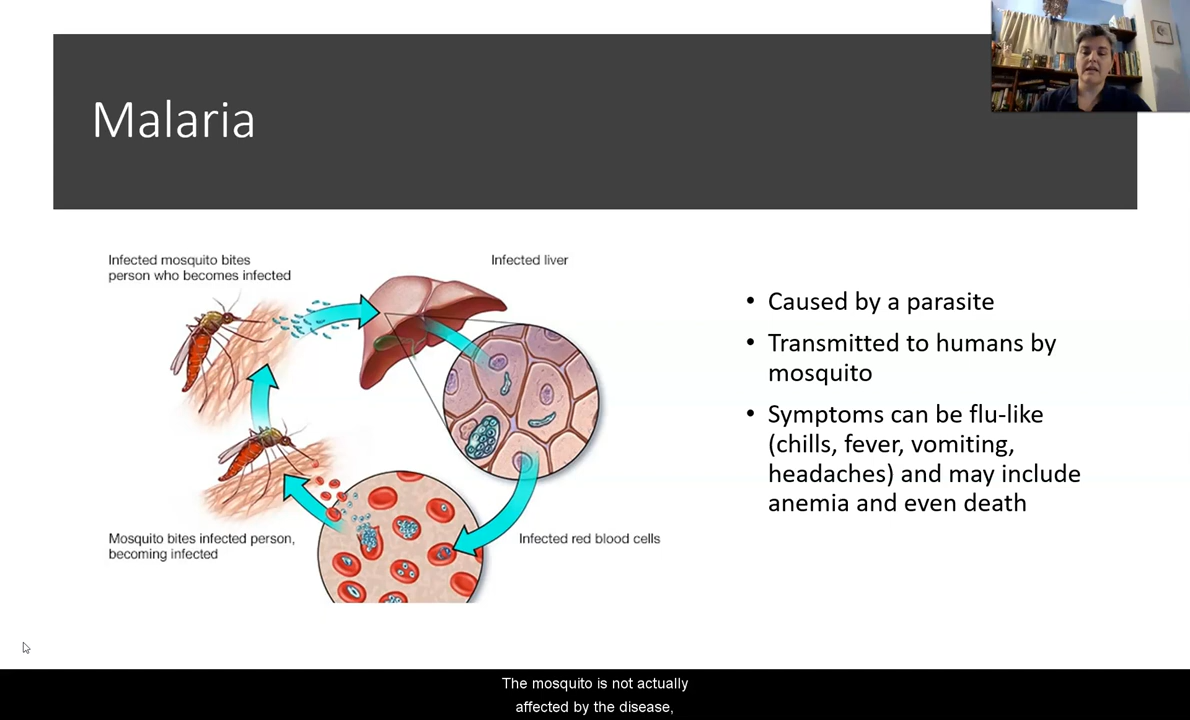 Malaria
Infected mosquito bites
person who becomes infected
Infected liver
Mosquito bites infected person,
becoming infected
Infected red blood cells
• Caused by a parasite
• Transmitted to humans by
mosquito
• Symptoms can be flu-like
(chills, fever, vomiting,
headaches) and may include
anemia and even death
The mosquito is not actually
affected by the disease,